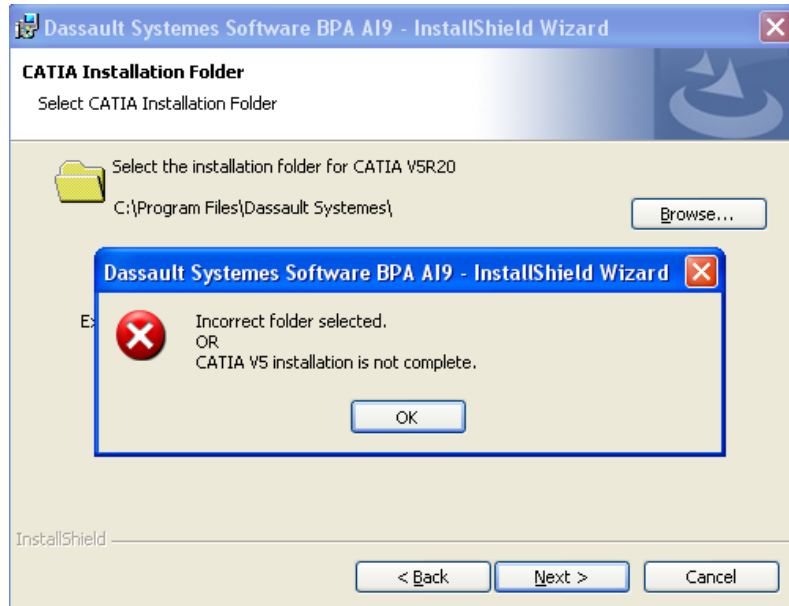 Dassault Systemes Software BPA AI9 - InstallShield Wizard
CATIA Installation Folder
Select CATIA Installation Folder
Select the installation folder for CATIA V5R20
C:\Program Files\Dassault Systemes\
Browse...
Dassault Systemes Software BPA AI9 - InstallShield Wizard
Incorrect folder selected.
OR
CATIA V5 installation is not complete.
OK
InstallShield
< Back
Next >
Cancel